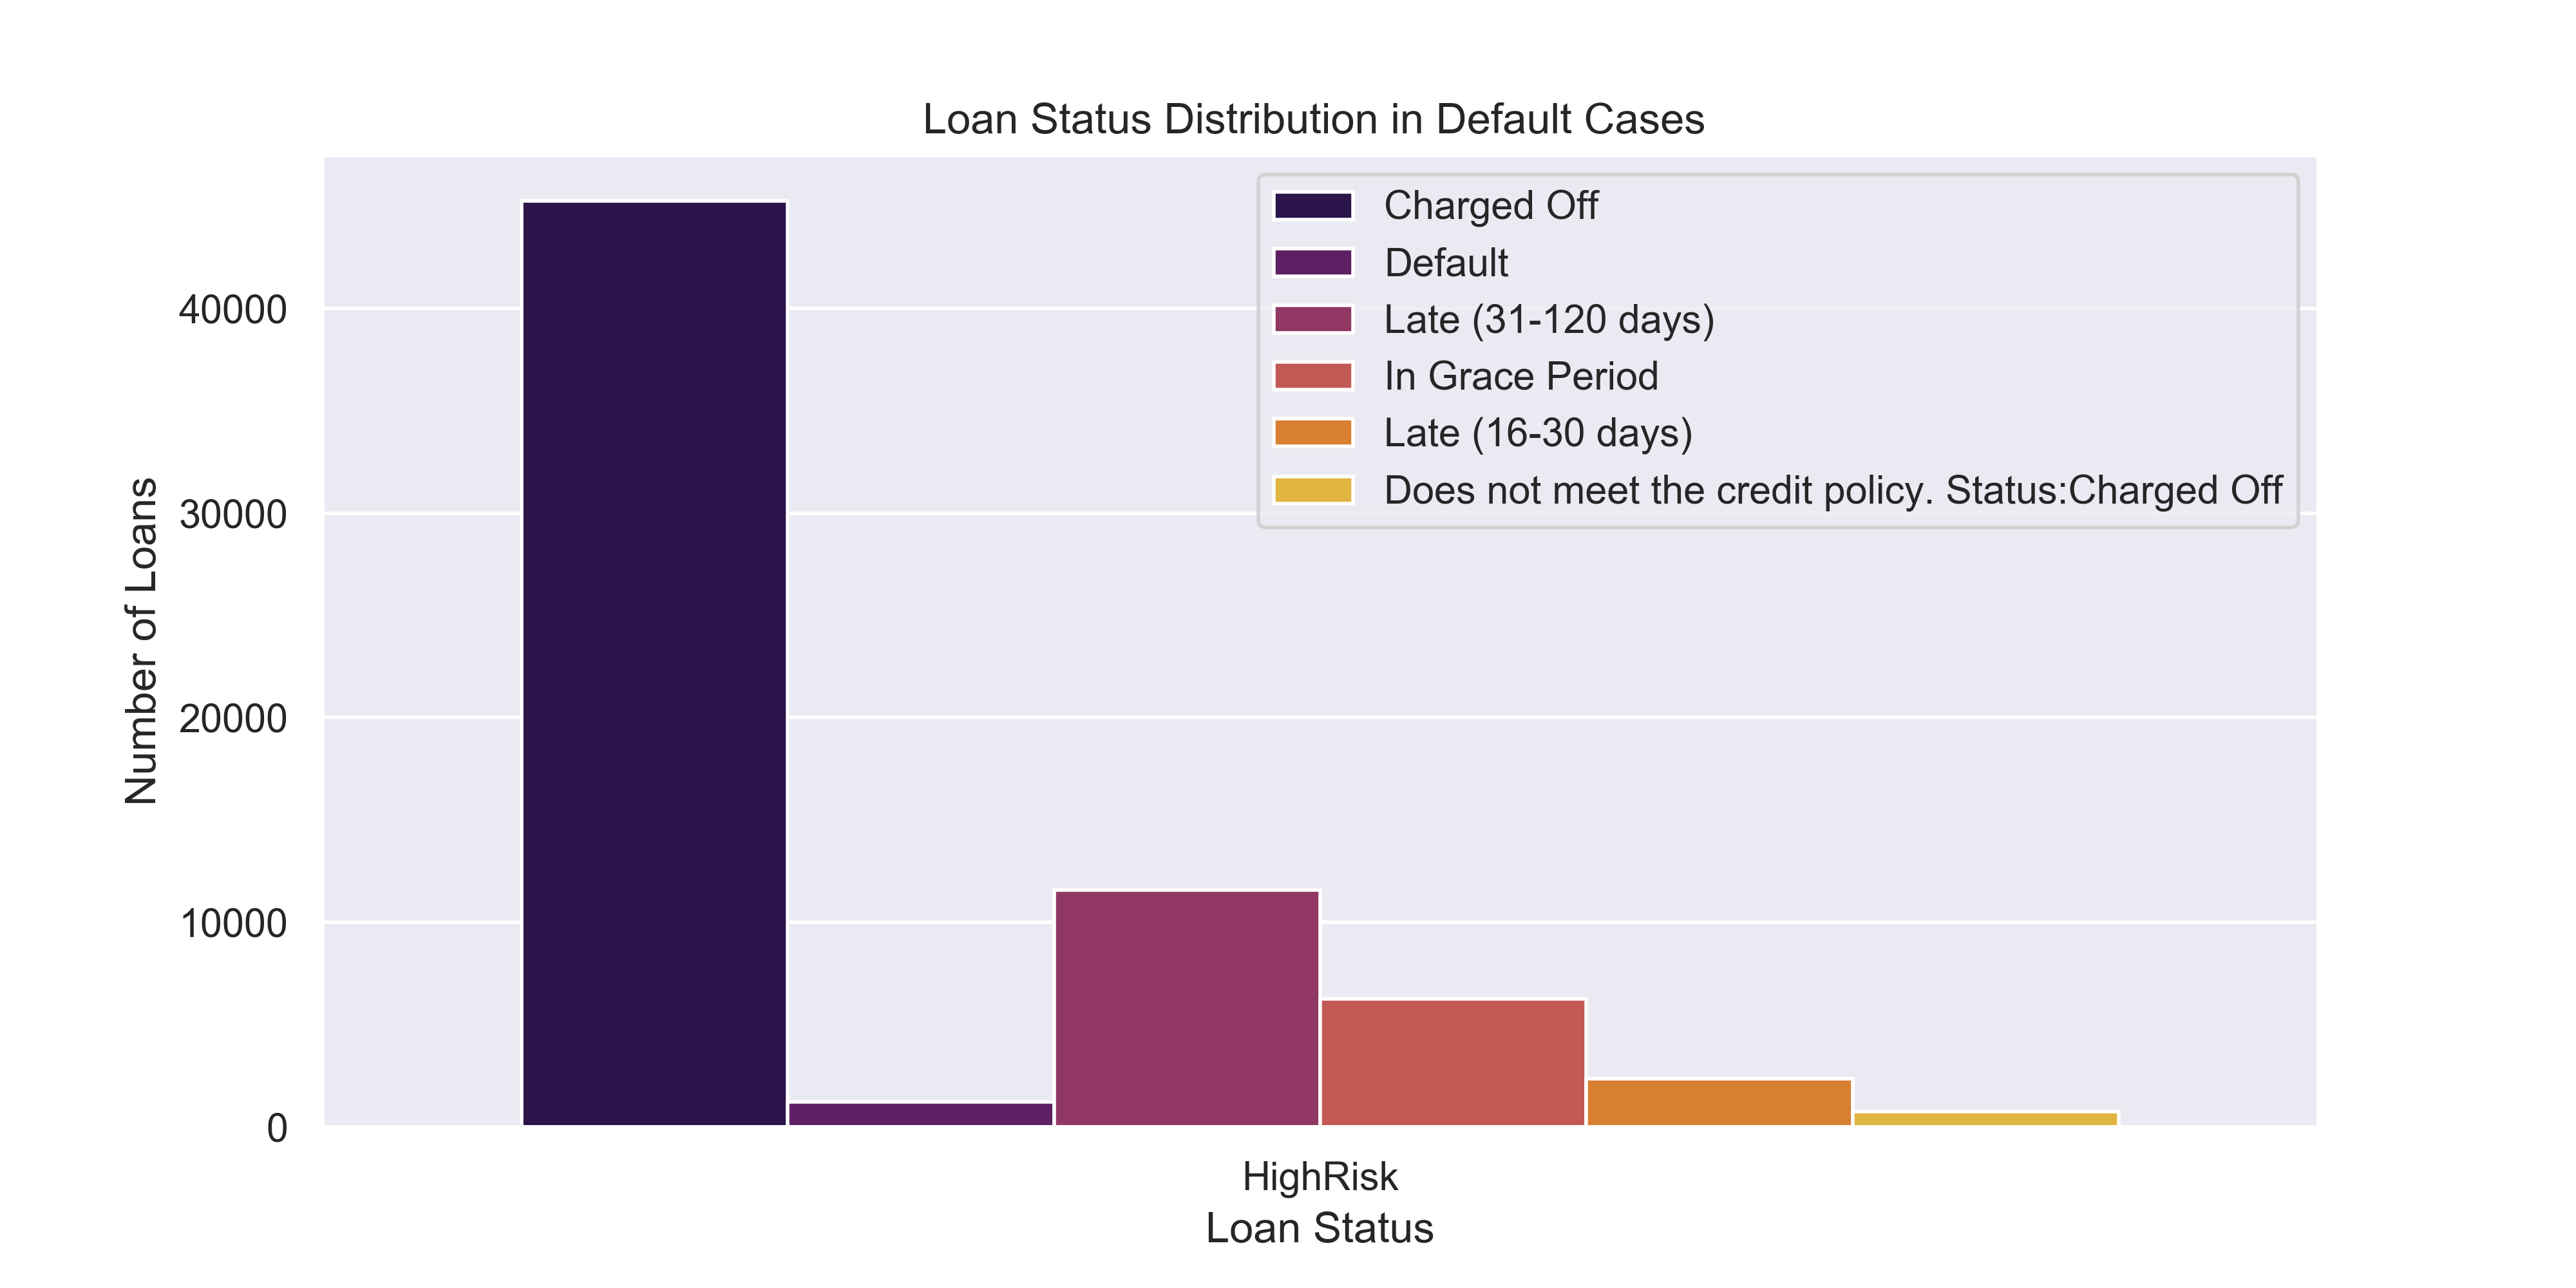 Loan Status Distribution in Default Cases
Charged Off
Default
Late (31-120 days)
In Grace Period
Late (16-30 days)
Does not meet the credit policy. Status:Charged Off
Number of Loans
40000
30000
20000
10000
0
HighRisk
Loan Status